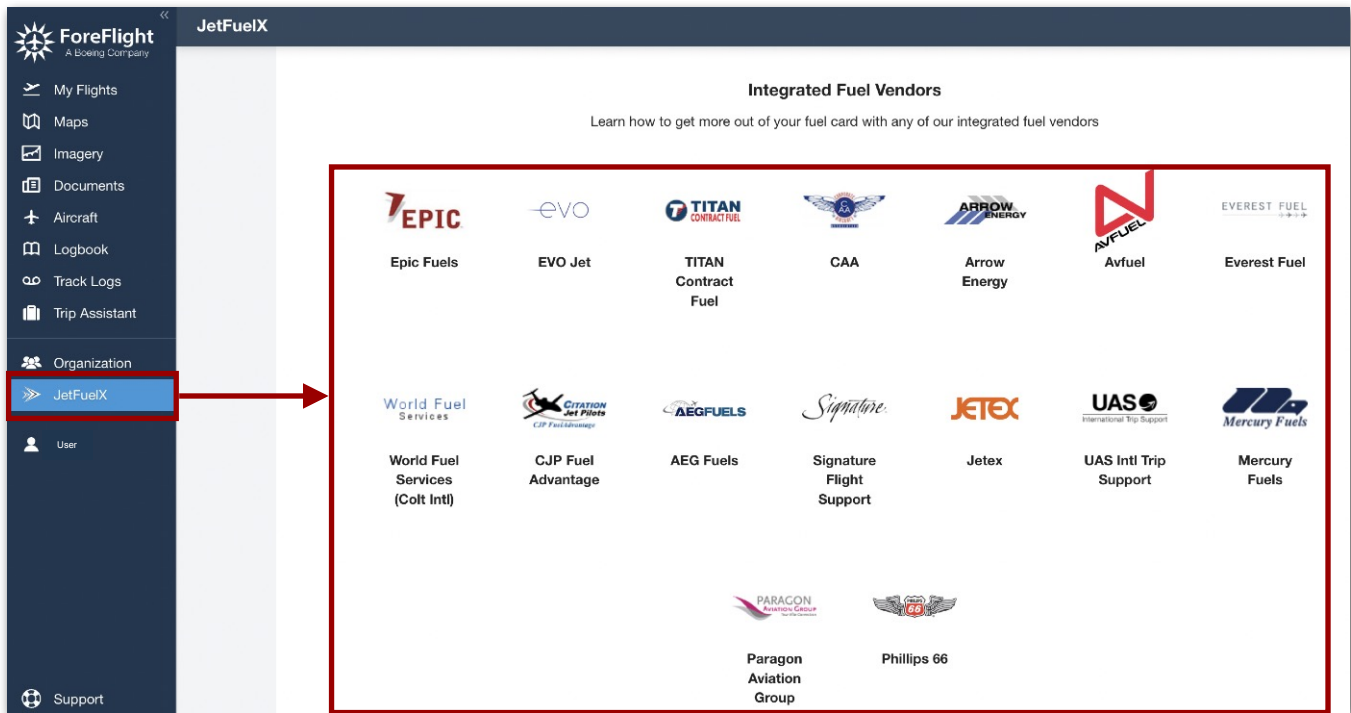 ForeFlight
A Boeing Company
JetFuelX
My Flights
Maps
Imagery
Documents
Aircraft
Logbook
Track Logs
Trip Assistant
Organization
JetFuelX
User
Support
Integrated Fuel Vendors
Learn how to get more out of your fuel card with any of our integrated fuel vendors
EPIC
evo
TITAN
CONTRACT FUEL
CAA
ARROW
ENERGY
AVFUEL
EVEREST FUEL
Epic Fuels
EVO Jet
TITAN
Contract
Fuel
CAA
Arrow
Energy
Avfuel
Everest Fuel
World Fuel
Services
CITATION
Jet Pilots
CJP FuelAdvantage
AEGFUELS
Signature
JETEX
UAS
International Trip Support
Mercury Fuels
World Fuel
Services
(Colt Intl)
CJP Fuel
Advantage
AEG Fuels
Signature
Flight
Support
Jetex
UAS Intl Trip
Support
Mercury
Fuels
PARAGON
AVIATION GROUP
PHILLIPS
66
Paragon
Aviation
Group
Phillips 66